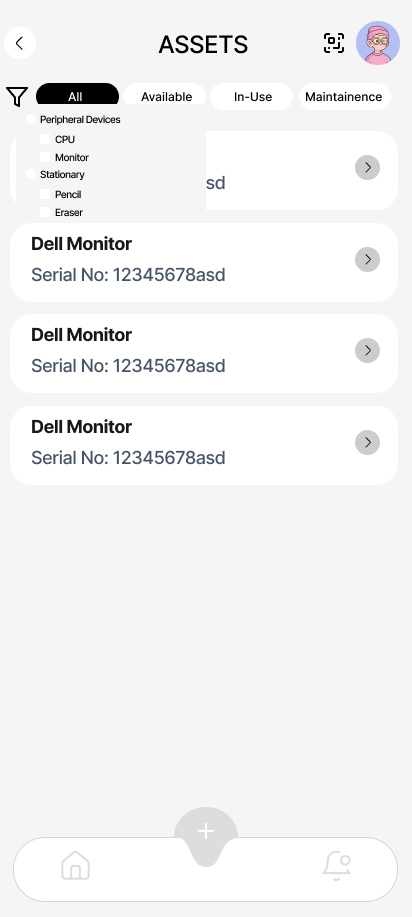 ASSETS
All
Available
In-Use
Maintainence
Peripheral Devices
CPU
Monitor
Stationary
Pencil
Eraser
asd
Dell Monitor
Serial No: 12345678asd
Dell Monitor
Serial No: 12345678asd
Dell Monitor
Serial No: 12345678asd